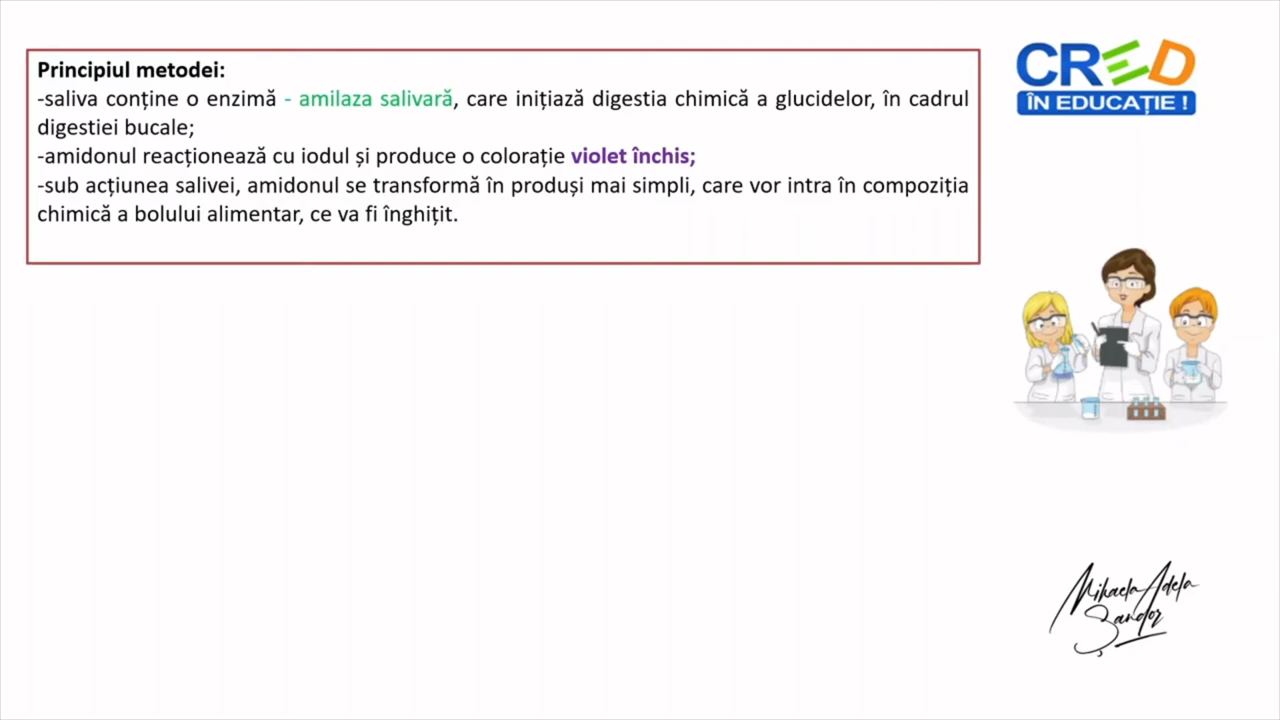 Principiul metodei:
-saliva conține o enzimă - amilaza salivară, care inițiază digestia chimică a glucidelor, în cadrul
digestiei bucale;
-amidonul reacționează cu iodul și produce o colorație violet închis;
-sub acțiunea salivei, amidonul se transformă în produși mai simpli, care vor intra în compoziția
chimică a bolului alimentar, ce va fi înghițit.
CRED
ÎN EDUCAȚIE !
Mihaela Adela
Șandor